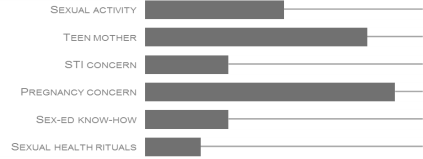 Sexual activity
Teen mother
STI concern
Pregnancy concern
Sex-ed know-how
Sexual health rituals